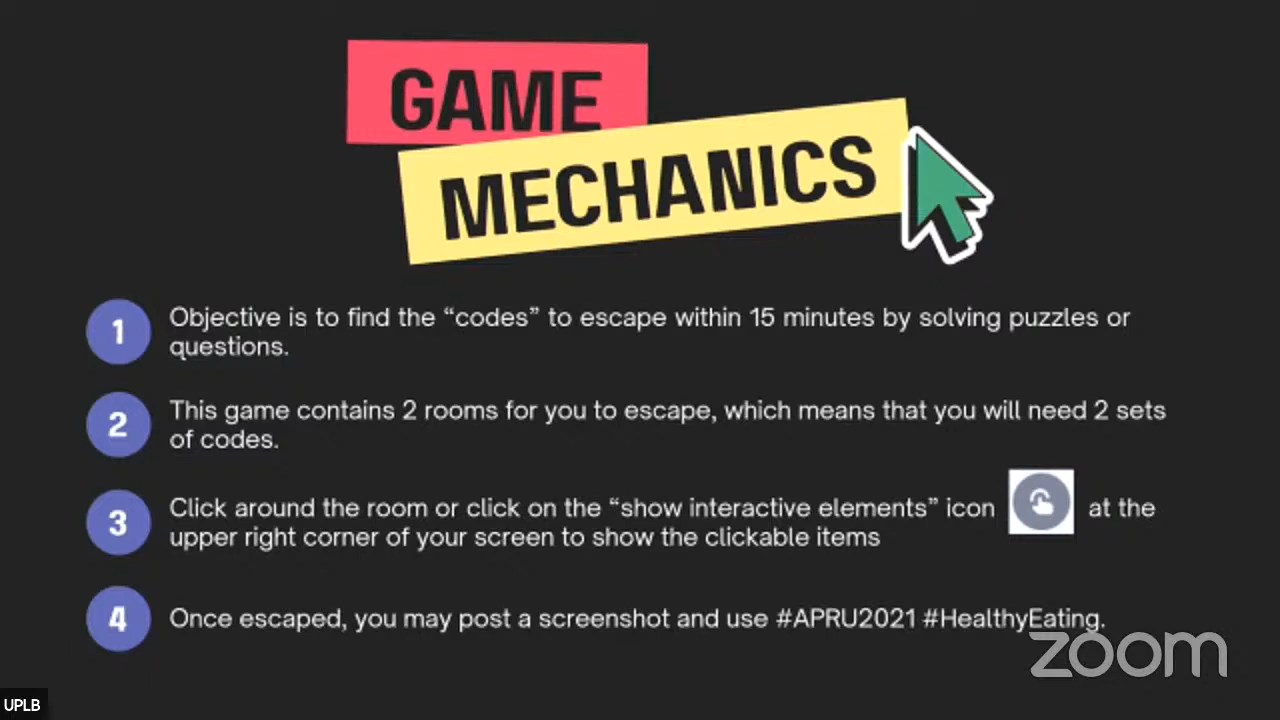 GAME
MECHANICS
1
Objective is to find the “codes” to escape within 15 minutes by solving puzzles or
questions.
2
This game contains 2 rooms for you to escape, which means that you will need 2 sets
of codes.
3
Click around the room or click on the “show interactive elements” icon at the
upper right corner of your screen to show the clickable items
4
Once escaped, you may post a screenshot and use #APRU2021 #HealthyEating.
zoom
UPLB